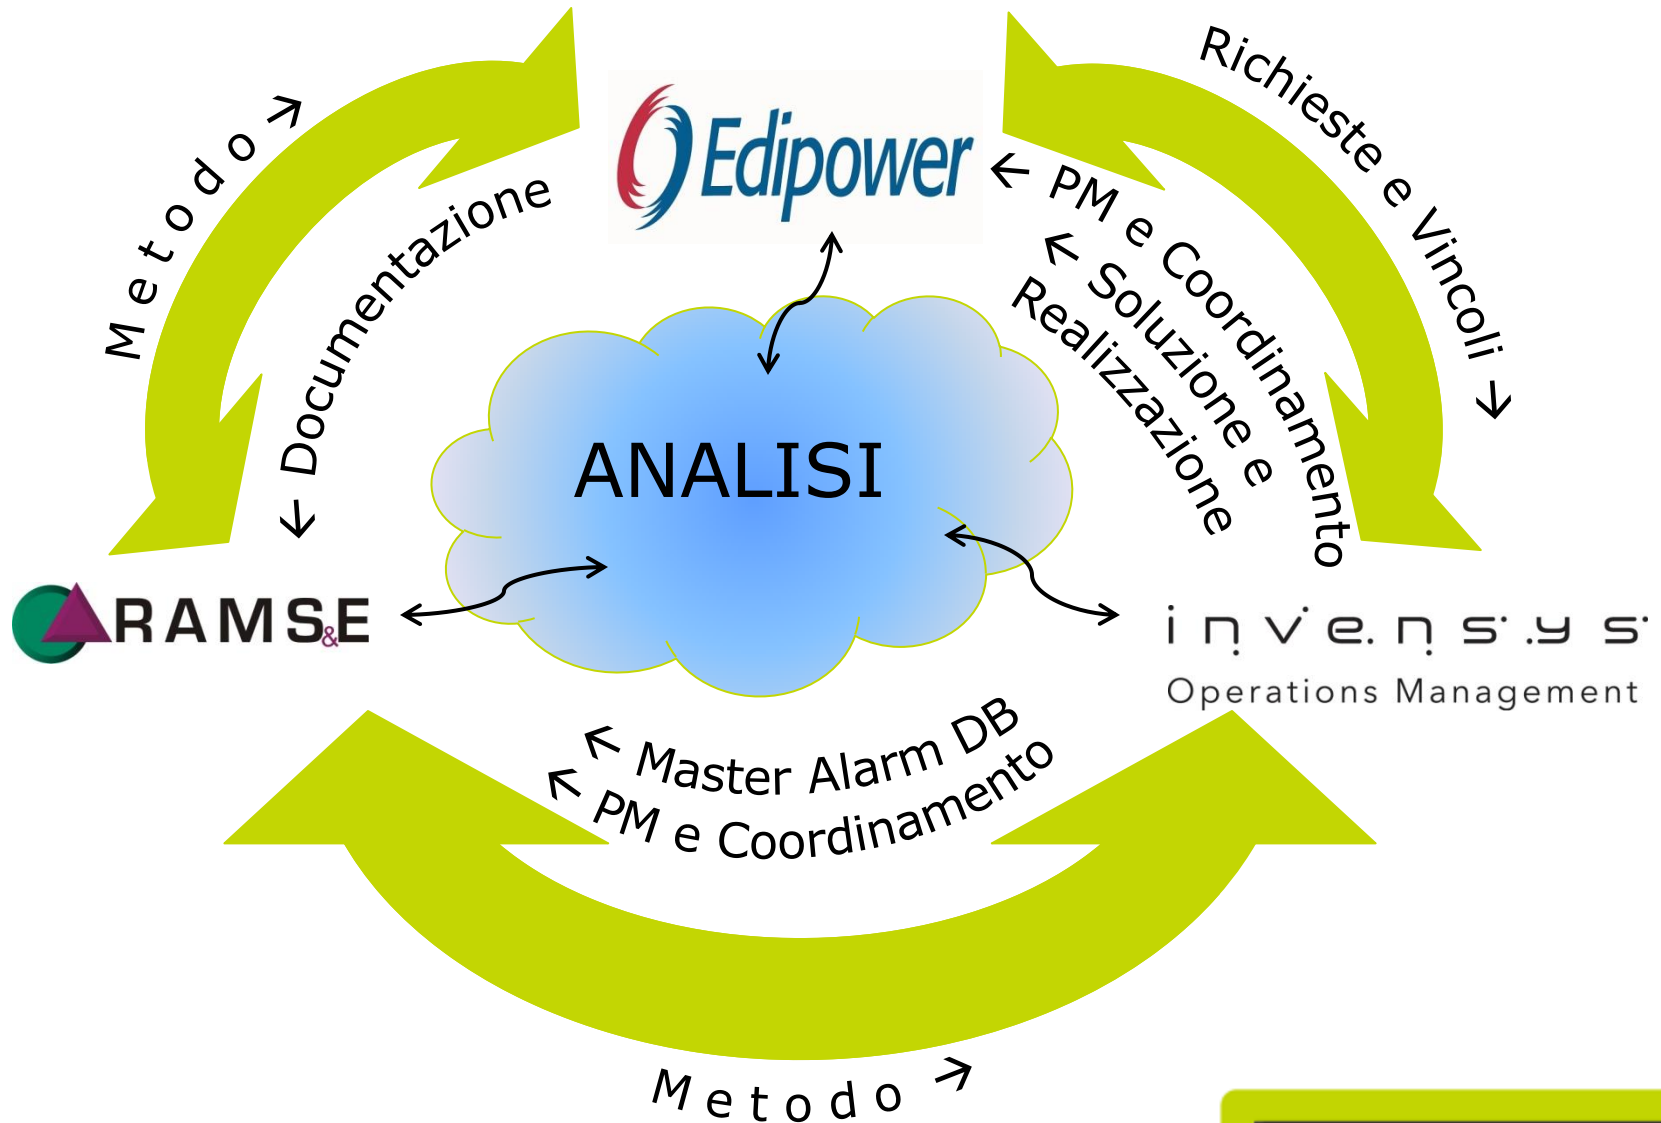 Richieste e Vincoli →
Metodo →
Edipower
← PM e Coordinamento
← Soluzione e
Realizzazione
← Documentazione
ANALISI
RAMS&E
invensys
Operations Management
← Master Alarm DB
← PM e Coordinamento
Metodo →